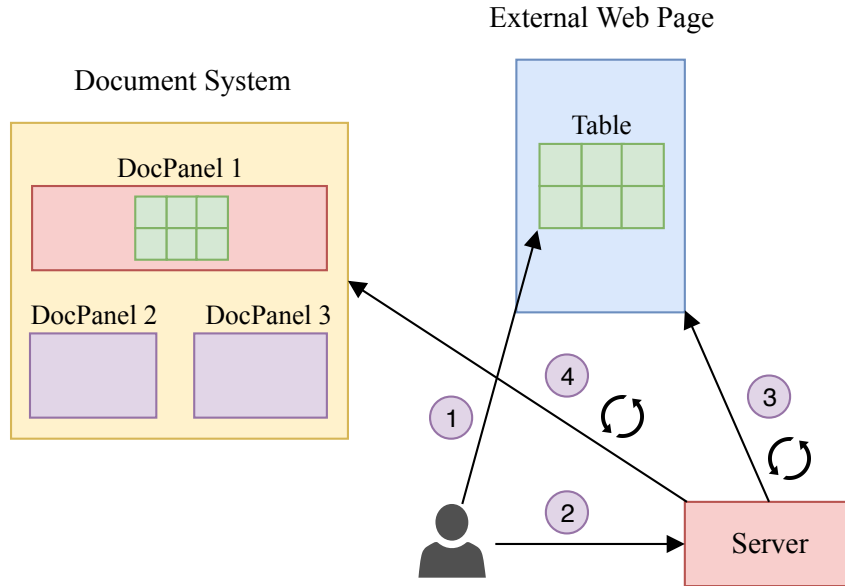 External Web Page
Document System
Table
DocPanel 1
DocPanel 2
DocPanel 3
4
3
1
2
Server